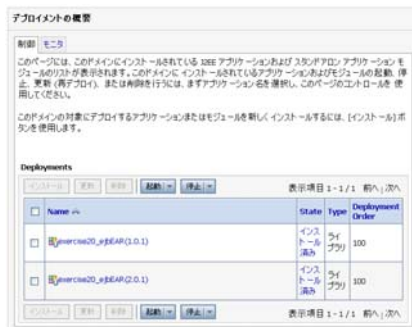 デプロイメントの概要
制御 モニタ
このページには、このドメインにインストールされている J2EE アプリケーションおよび スタンドアロン アプリケーション モ
ジュールのリストが表示されます。このドメインに インストールされているアプリケーションおよびモジュールの起動、停
止、更新 (再デプロイ)、または削除を行うには、まずアプリケーション名を選択し、このページのコントロールを 使
用してください。
このドメインの対象にデプロイするアプリケーションまたはモジュールを新しく インストールするには、[インストール] ボ
タンを使用します。
Deployments
インストール 更新 削除 起動 停止 表示項目 1 - 1 / 1 前へ | 次へ
Name State Type Deployment Order
exercise20_ejbEAR (1.0.1) インストール済み ライブラリ 100
exercise20_ejbEAR (2.0.1) インストール済み ライブラリ 100
インストール 更新 削除 起動 停止 表示項目 1 - 1 / 1 前へ | 次へ